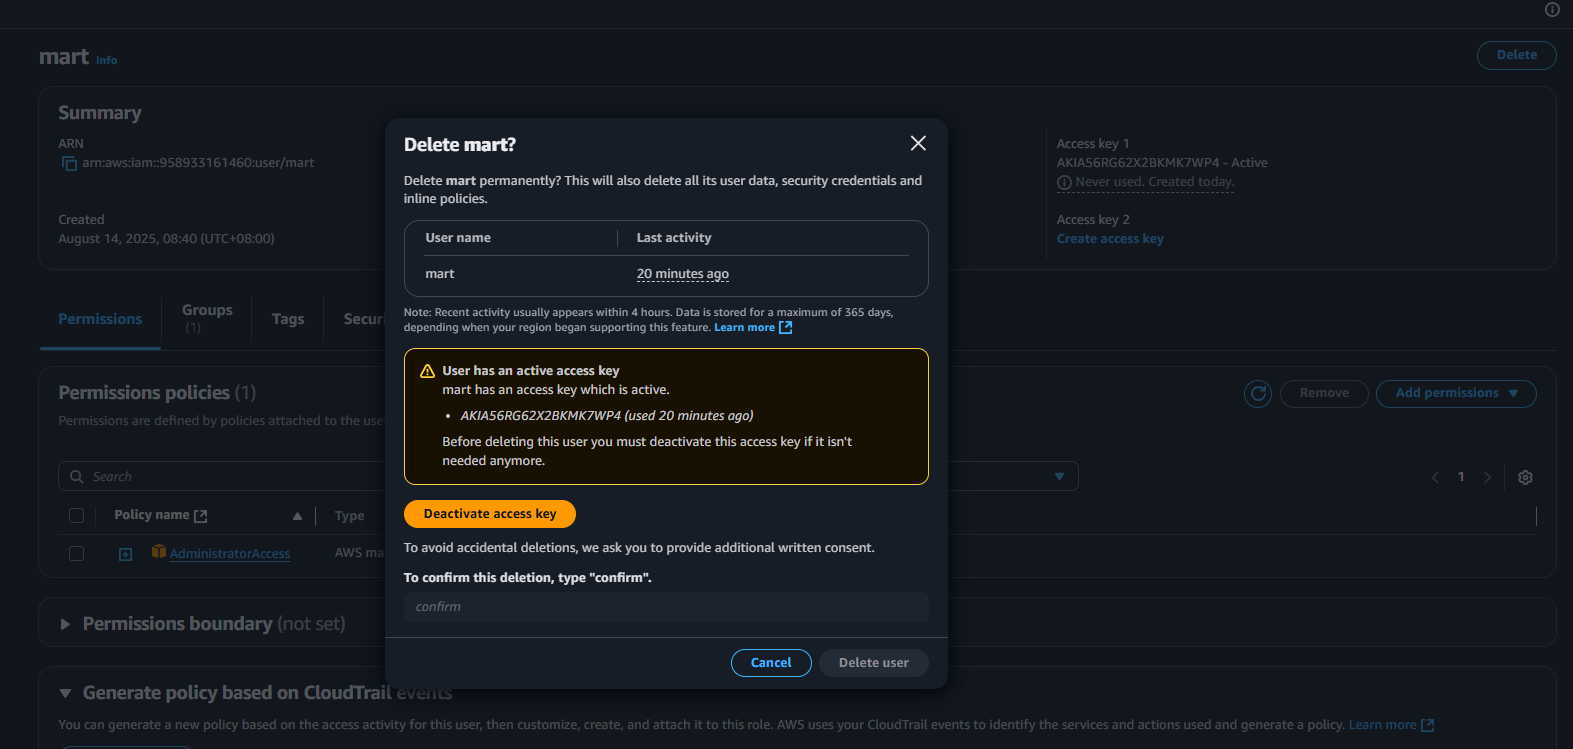 mart Info
Delete
Summary
ARN
arn:aws:iam::958933161460:user/mart
Created
August 14, 2025, 08:40 (UTC+08:00)
Access key 1
AKIA56RG62X2BKMK7WP4 - Active
Never used. Created today.
Access key 2
Create access key
Delete mart?
Delete mart permanently? This will also delete all its user data, security credentials and
inline policies.
User name Last activity
mart 20 minutes ago
Note: Recent activity usually appears within 4 hours. Data is stored for a maximum of 365 days,
depending when your region began supporting this feature. Learn more
User has an active access key
mart has an access key which is active.
• AKIA56RG62X2BKMK7WP4 (used 20 minutes ago)
Before deleting this user you must deactivate this access key if it isn't
needed anymore.
Deactivate access key
To avoid accidental deletions, we ask you to provide additional written consent.
To confirm this deletion, type "confirm".
confirm
Cancel Delete user
Permissions
Groups
(1)
Tags
Securi
Permissions policies (1)
Permissions are defined by policies attached to the use
Remove
Add permissions
Search
1
Policy name Type
AdministratorAccess AWS ma
Permissions boundary (not set)
Generate policy based on CloudTrail events
You can generate a new policy based on the access activity for this user, then customize, create, and attach it to this role. AWS uses your CloudTrail events to identify the services and actions used and generate a policy. Learn more